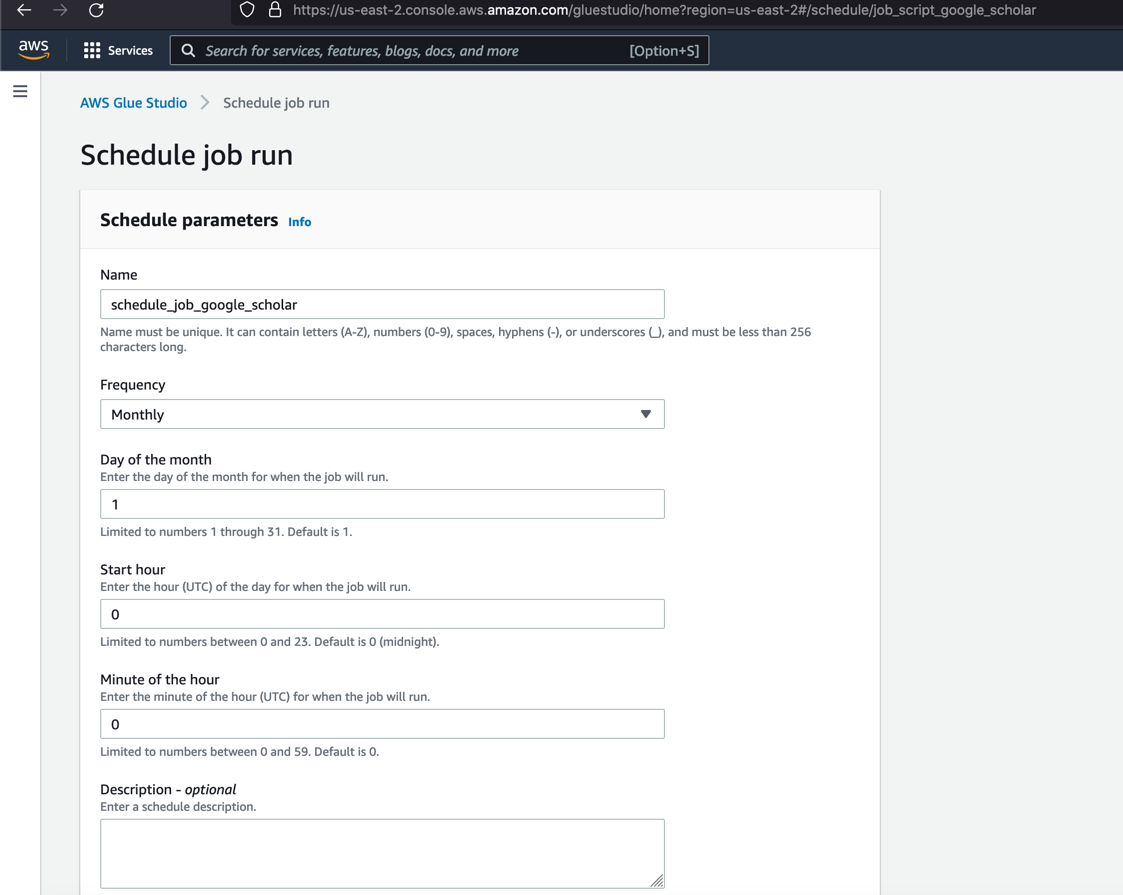 https://us-east-2.console.aws.amazon.com/gluestudio/home?region=us-east-2#/schedule/job_script_google_scholar
aws Services Search for services, features, blogs, docs, and more [Option+S]
AWS Glue Studio Schedule job run
Schedule job run
Schedule parameters Info
Name
schedule_job_google_scholar
Name must be unique. It can contain letters (A-Z), numbers (0-9), spaces, hyphens (-), or underscores (_), and must be less than 256
characters long.
Frequency
Monthly
Day of the month
Enter the day of the month for when the job will run.
1
Limited to numbers 1 through 31. Default is 1.
Start hour
Enter the hour (UTC) of the day for when the job will run.
0
Limited to numbers between 0 and 23. Default is 0 (midnight).
Minute of the hour
Enter the minute of the hour (UTC) for when the job will run.
0
Limited to numbers between 0 and 59. Default is 0.
Description - optional
Enter a schedule description.